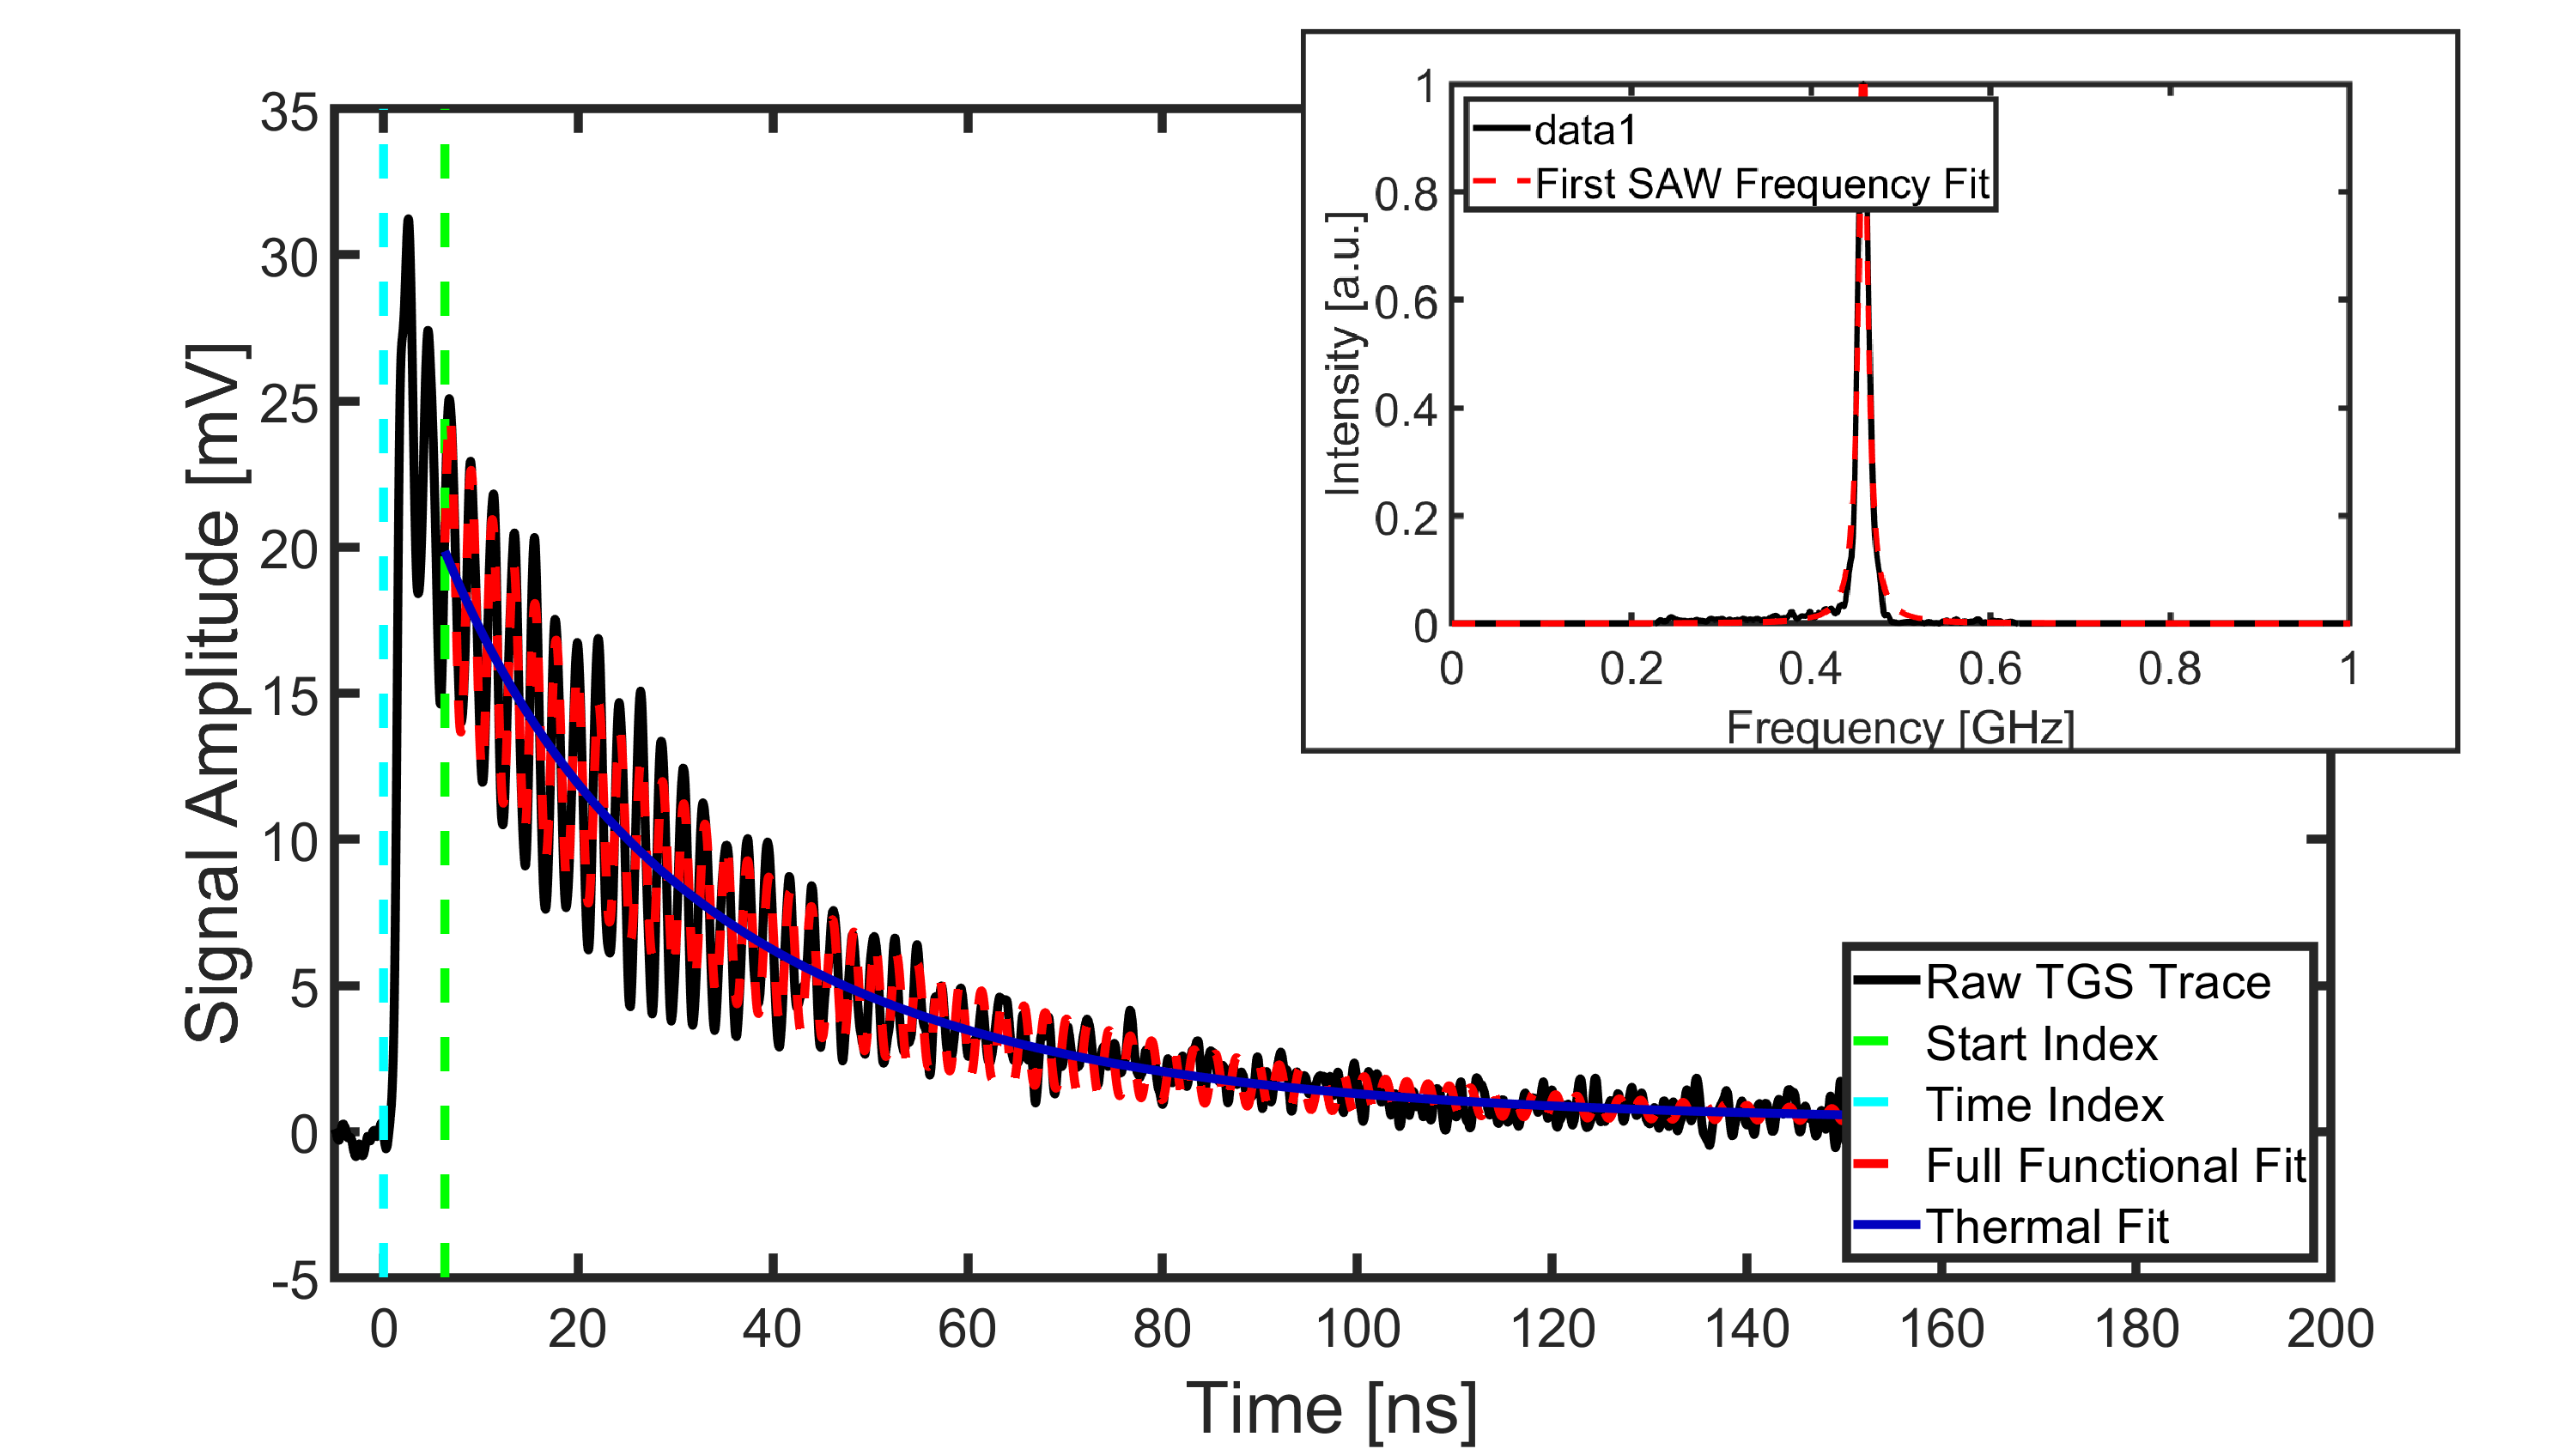 35
30
25
20
15
10
5
0
-5
Signal Amplitude [mV]
0 20 40 60 80 100 120 140 160 180 200
Time [ns]
1
0.8
0.6
0.4
0.2
0
Intensity [a.u.]
data1
First SAW Frequency Fit
0 0.2 0.4 0.6 0.8 1
Frequency [GHz]
Raw TGS Trace
Start Index
Time Index
Full Functional Fit
Thermal Fit